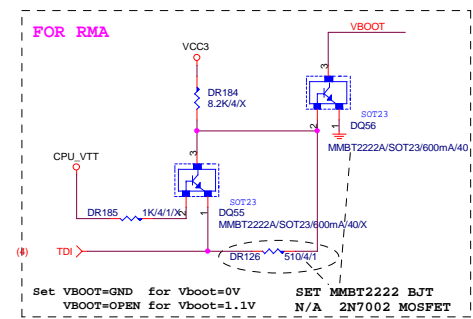 FOR RMA
VBOOT
VCC3
3
DR184
8.2K/4/X
SOT23
2
1
DQ56
MMBT2222A/SOT23/600mA/40
CPU_VTT
3
SOT23
DR185
1K/4/1/X
2
1
DQ55
MMBT2222A/SOT23/600mA/40/X
(4)
TDI
DR126
510/4/1
Set VBOOT=GND for Vboot=0V
SET MMBT2222 BJT
VBOOT=OPEN for Vboot=1.1V
N/A 2N7002 MOSFET